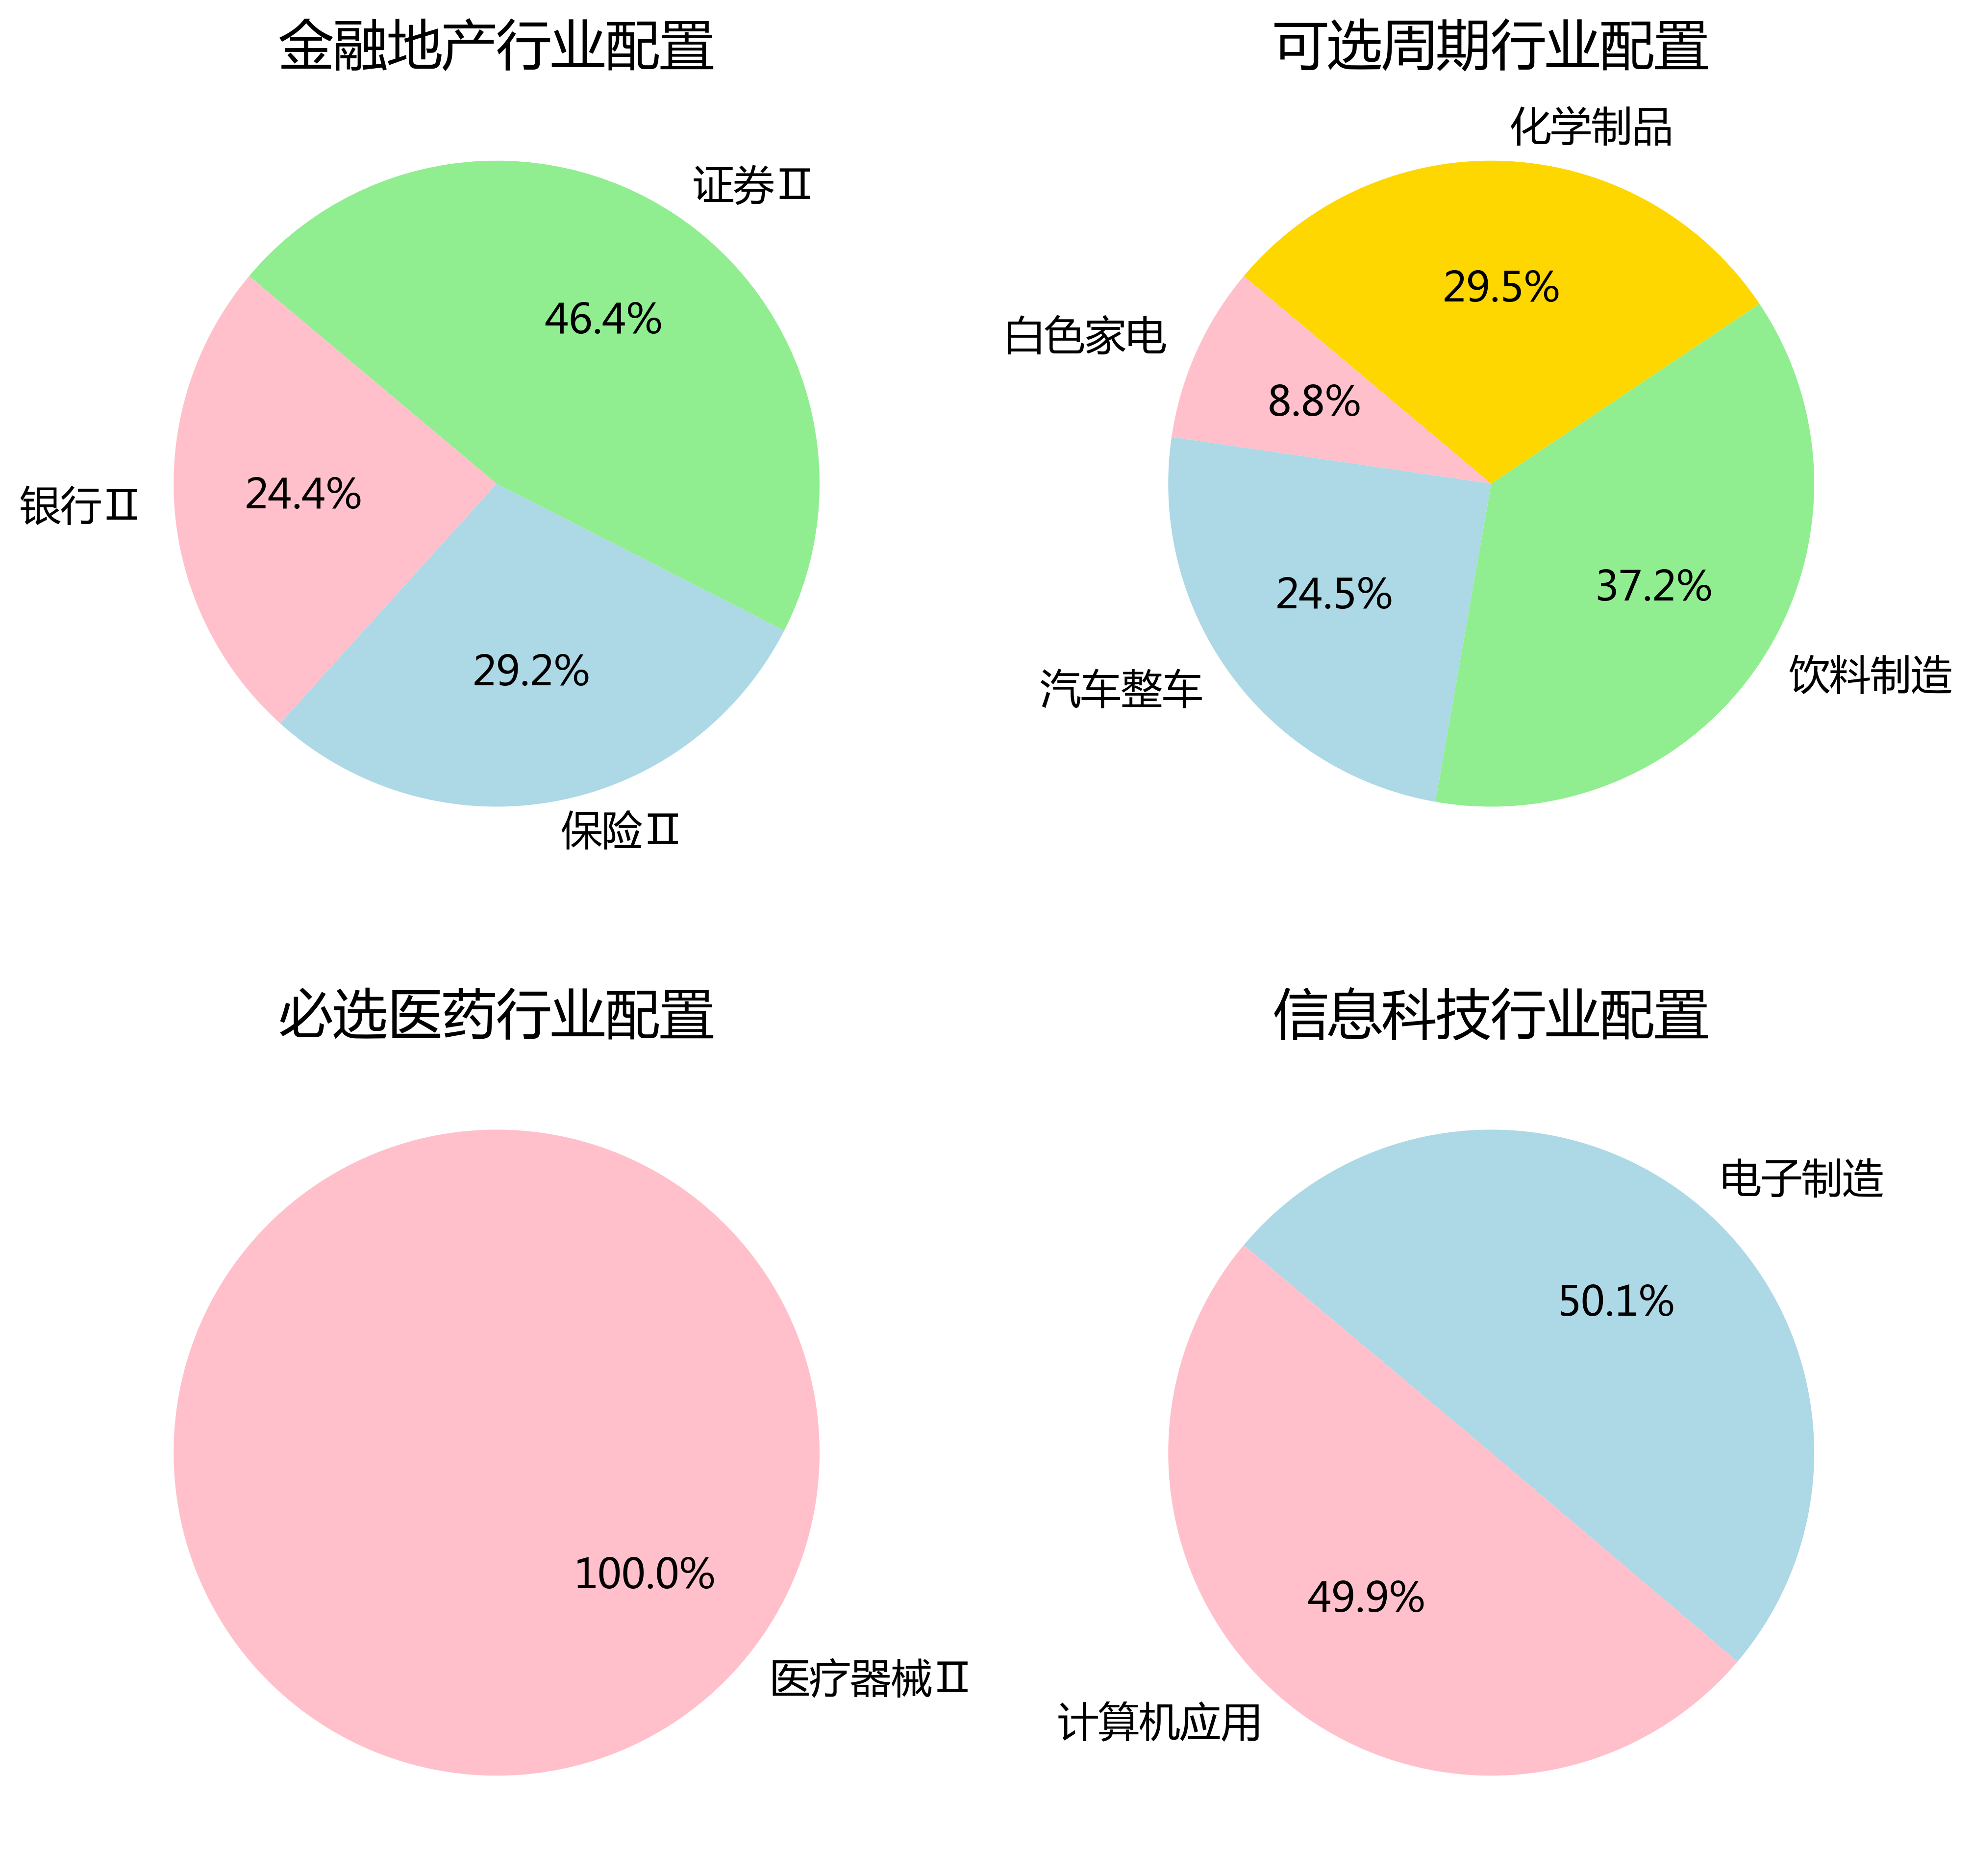 金融地产行业配置
证券Ⅱ
46.4%
银行Ⅱ
24.4%
29.2%
保险Ⅱ
可选周期行业配置
化学制品
29.5%
白色家电
8.8%
汽车整车
24.5%
37.2%
饮料制造
必选医药行业配置
100.0%
医疗器械Ⅱ
信息科技行业配置
电子制造
50.1%
49.9%
计算机应用